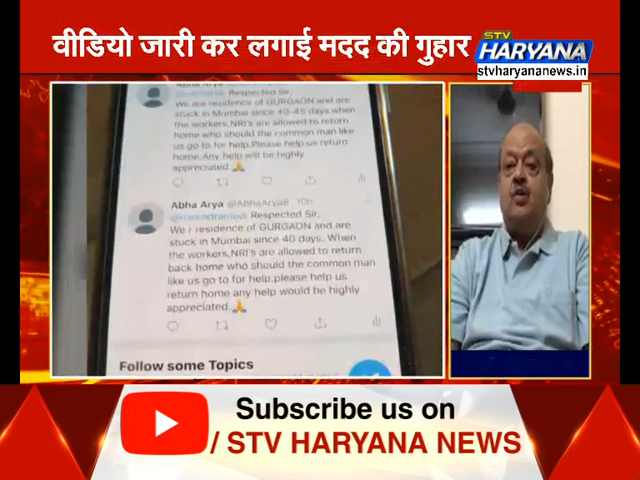 वीडियो जारी कर लगाई मदद की गुहार
STV
HARYANA
stvharyananews.in
Abha Arya
Respected Sir,
We are residence of GURGAON and are
stuck in Mumbai since 40-45 days.when
the workers,NRI's are allowed to return
home who should the common man like
us go to for help.Please help us return
home.Any help will be highly
appreciated.🙏
Abha Arya @AbhaArya8 10h
@narendramodi Respected Sir,
We r residence of GURGAON and are
stuck in Mumbai since 40 days. When
the workers,NRI's are allowed to return
back home who should the common man
like us go to for help.please help us
return home any help would be highly
appreciated.🙏
Follow some Topics
Subscribe us on
/ STV HARYANA NEWS